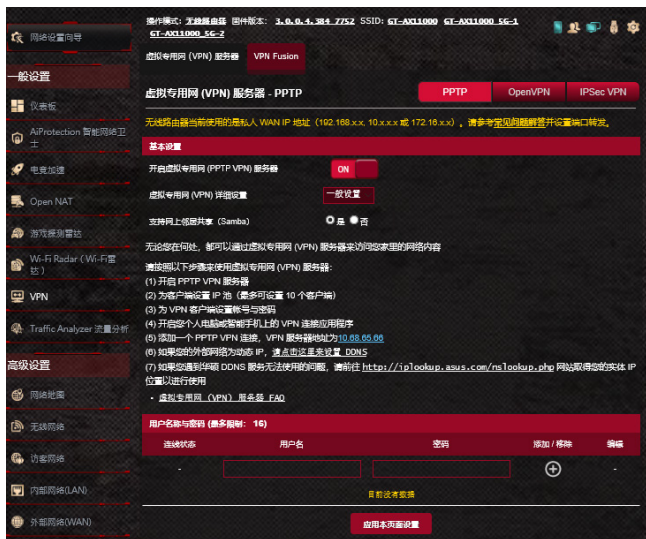 网络设置向导
一般设置
仪表板
AiProtection 智能网络卫
士
电竞加速
Open NAT
游戏探测雷达
Wi-Fi Radar ( Wi-Fi雷
达 )
VPN
Traffic Analyzer 流量分析
高级设置
网络地图
无线网络
访客网络
内部网络(LAN)
外部网络(WAN)
操作模式: 无线路由器 固件版本: 3.0.0.4.384_7752 SSID: GT-AX11000 GT-AX11000_5G-1
GT-AX11000_5G-2
虚拟专用网 (VPN) 服务器 VPN Fusion
虚拟专用网 (VPN) 服务器 - PPTP PPTP OpenVPN IPSec VPN
无线路由器当前使用的是私人 WAN IP 地址（192.168.x.x, 10.x.x.x 或 172.16.x.x），请参考常见问题解答并设置端口转发。
基本设置
开启虚拟专用网 (PPTP VPN) 服务器 ON
虚拟专用网 (VPN) 详细设置 一般设置
支持网上邻居共享（Samba） 是 否
无论您在何处，都可以通过虚拟专用网 (VPN) 服务器来访问您家里的网络内容
请按照以下步骤来使用虚拟专用网 (VPN) 服务器:
(1) 开启 PPTP VPN 服务器
(2) 为客户端设置 IP 池（最多可设置 10 个客户端）
(3) 为 VPN 客户端设置帐号与密码
(4) 开启您个人电脑或智能手机上的 VPN 连接应用程序
(5) 添加一个 PPTP VPN 连接，VPN 服务器地址为10.68.65.66
(6) 如果您的外部网络为动态 IP，请点击这里来设置 DDNS
(7) 如果您遇到华硕 DDNS 服务无法使用的问题，请前往 http://iplookup.asus.com/nslookup.php 网站取得您的实体 IP
位置以进行使用
· 虚拟专用网 (VPN) 服务器 FAQ
用户名称与密码 (最多限制: 16)
连线状态 用户名 密码 添加 / 移除 编辑
- -
目前没有数据
应用本页面设置